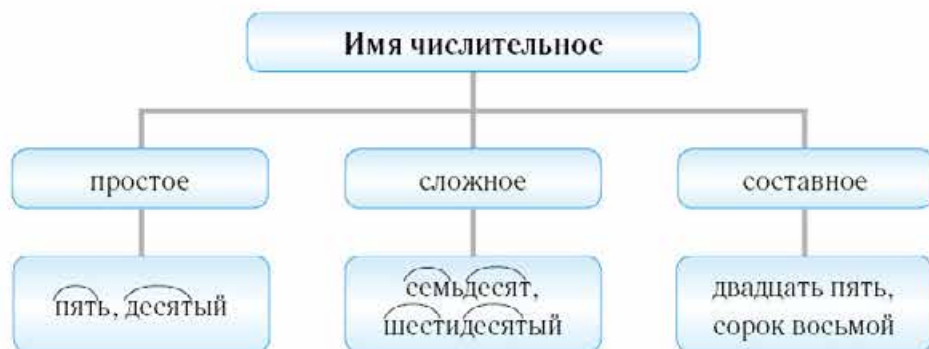 Имя числительное
простое
сложное
составное
пять, десятый
семьдесят,
шестидесятый
двадцать пять,
сорок восьмой